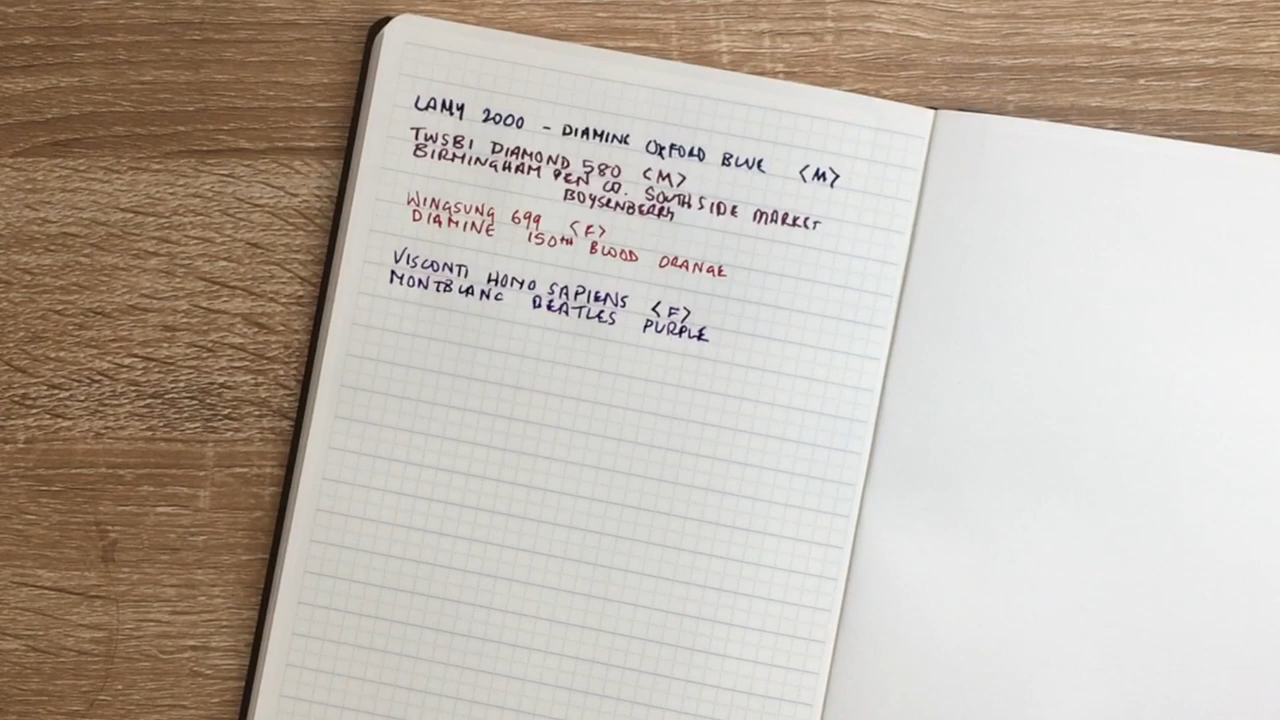 LAMY 2000 - DIAMINE OXFORD BLUE <M>
TWSBI DIAMOND 580 <M>
BIRMINGHAM PEN CO. SOUTHSIDE MARKET
BOYSENBERRY
WINGSUNG 699 <F>
DIAMINE 150TH BLOOD ORANGE
VISCONTI HOMO SAPIENS <F>
MONTBLANC BEATLES PURPLE